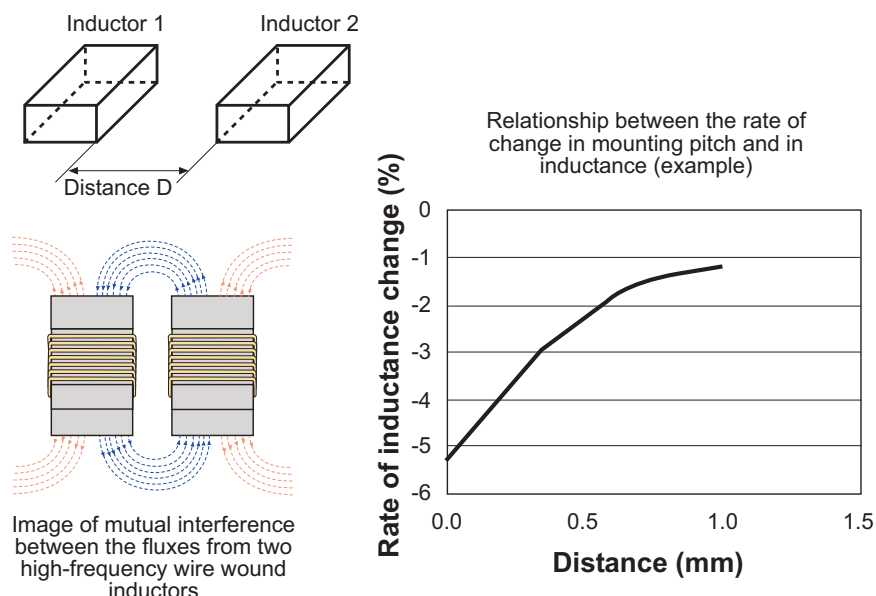 Inductor 1
Inductor 2
Distance D
Image of mutual interference
between the fluxes from two
high-frequency wire wound
inductors
Relationship between the rate of
change in mounting pitch and in
inductance (example)
Rate of inductance change (%)
0
-1
-2
-3
-4
-5
-6
0.0
0.5
1.0
1.5
Distance (mm)